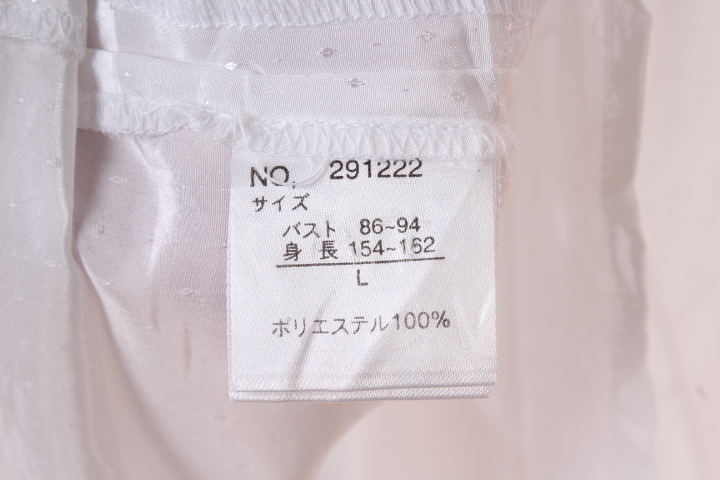 NO. 291222
サイズ
バスト 86~94
身長 154~162
L
ポリエステル100%